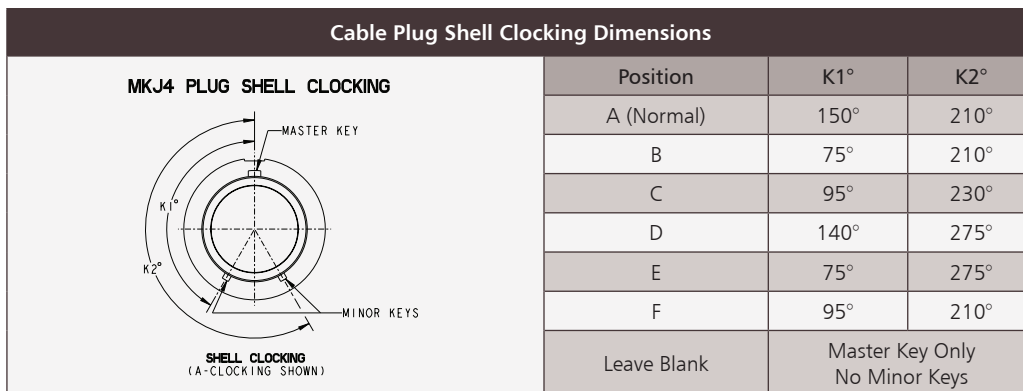 Cable Plug Shell Clocking Dimensions
MKJ4 PLUG SHELL CLOCKING
MASTER KEY
K1°
K2°
MINOR KEYS
SHELL CLOCKING
(A-CLOCKING SHOWN)
Position K1° K2°
A (Normal) 150° 210°
B 75° 210°
C 95° 230°
D 140° 275°
E 75° 275°
F 95° 210°
Leave Blank Master Key Only
No Minor Keys